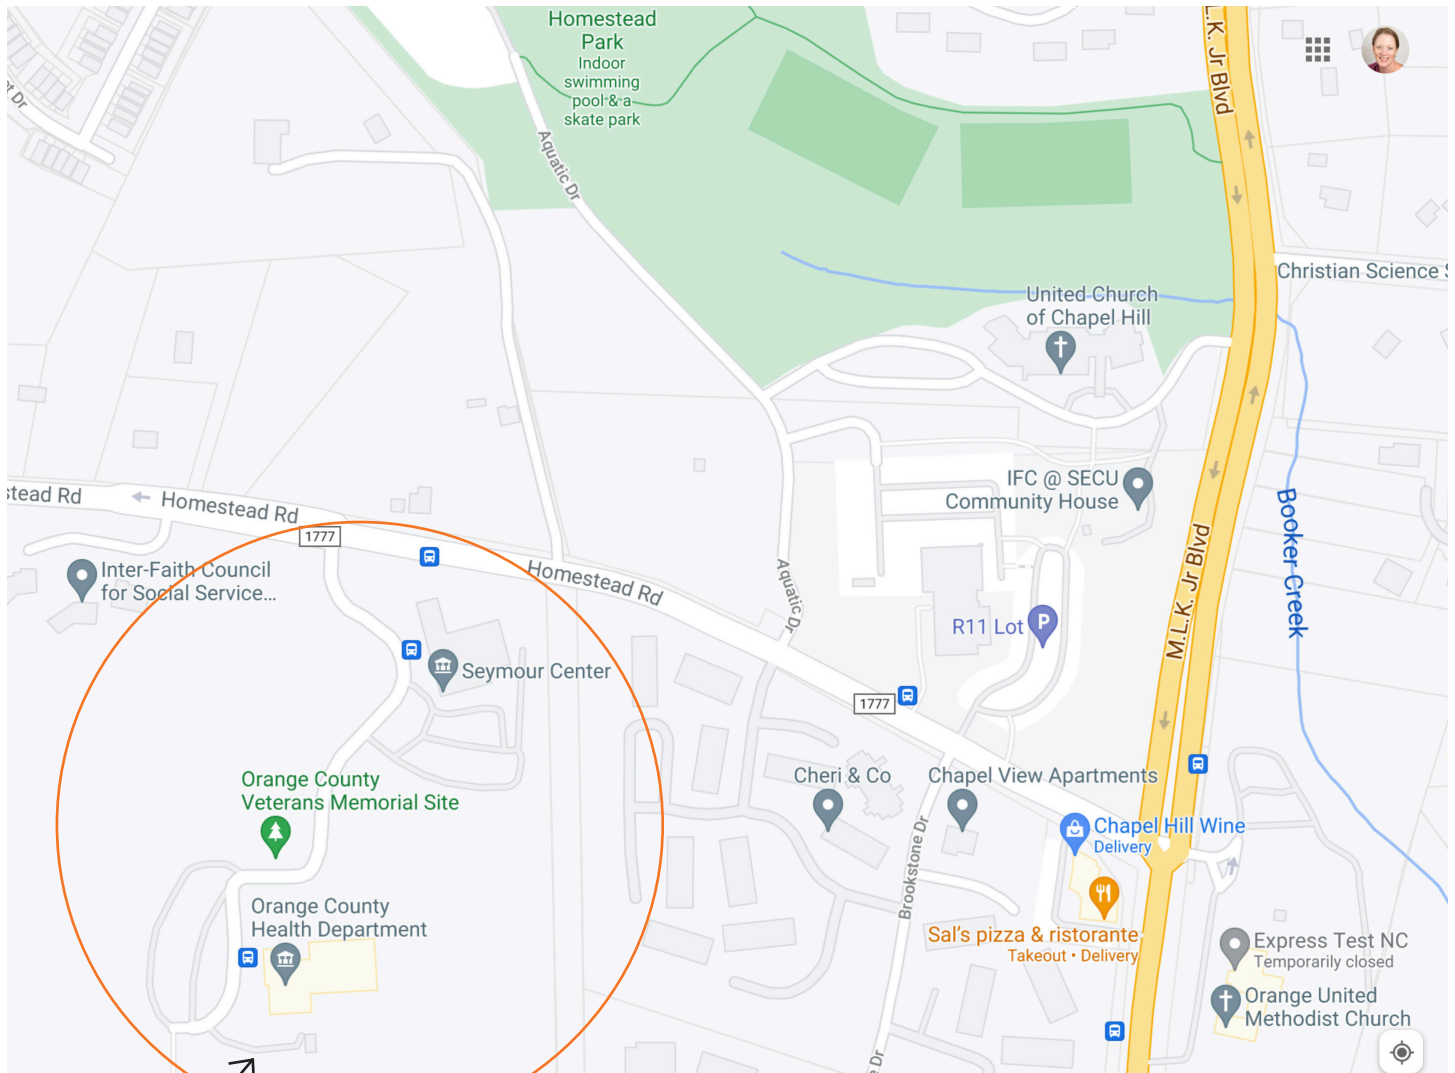 Homestead
Park
Indoor
swimming
pool & a
skate park
L.K. Jr Blvd
ot Dr
Aquatic Dr
Christian Science S
United Church
of Chapel Hill
IFC @ SECU
Community House
stead Rd
Homestead Rd
1777
Booker Creek
M.L.K. Jr Blvd
Inter-Faith Council
for Social Service...
Homestead Rd
Aquatic Dr
R11 Lot
P
Seymour Center
1777
Orange County
Veterans Memorial Site
Cheri & Co
Chapel View Apartments
Chapel Hill Wine
Delivery
Brookstone Dr
Orange County
Health Department
Sal's pizza & ristorante
Takeout • Delivery
Express Test NC
Temporarily closed
Orange United
Methodist Church
e Dr